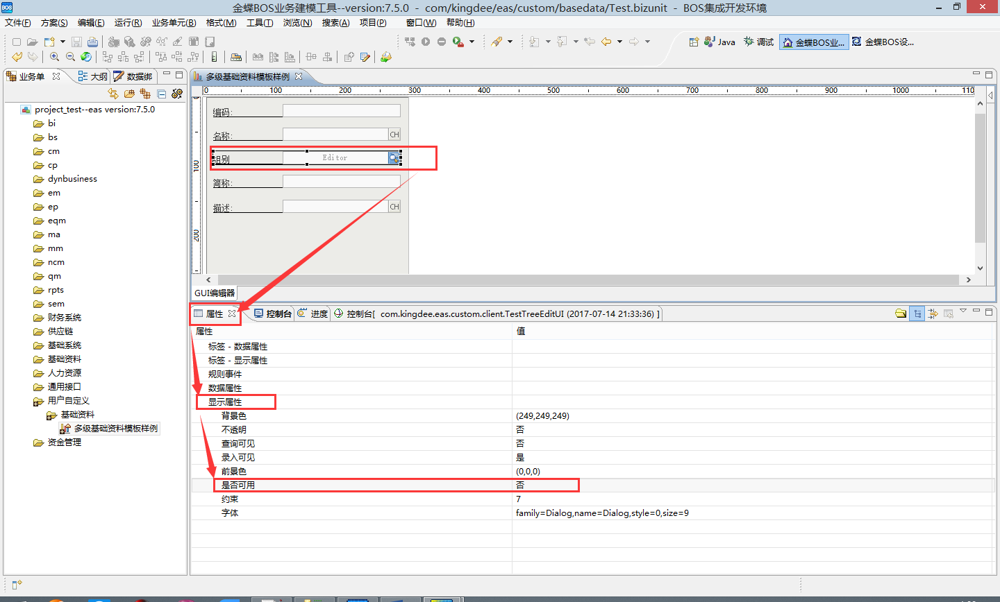 BOS
金蝶BOS业务建模工具--version:7.5.0 - com/kingdee/eas/custom/basedata/Test.bizunit - BOS集成开发环境
文件(F) 方案(S) 编辑(E) 运行(R) 业务单元(B) 格式(M) 工具(T) 浏览(N) 搜索(A) 项目(P) 窗口(W) 帮助(H)
Java 调试 金蝶BOS业... 金蝶BOS设...
业务单 大纲 数据绑
多级基础资料模板样例
0 100 200 300 400 500 600 700 800 900 1000 110
0
100
200
project_test--eas version:7.5.0
bi
bs
cm
cp
dynbusiness
em
ep
eqm
ma
mm
ncm
qm
rpts
sem
财务系统
供应链
基础系统
基础资料
人力资源
通用接口
用户自定义
基础资料
多级基础资料模板样例
资金管理
编码:
名称: CH
组别 Editor
简称:
描述: CH
GUI编辑器
属性 控制台 进度 控制台[ com.kingdee.eas.custom.client.TestTreeEditUI (2017-07-14 21:33:36) ]
属性 值
标签 - 数据属性
标签 - 显示属性
规则事件
数据属性
显示属性
背景色 (249,249,249)
不透明 否
查询可见 否
录入可见 是
前景色 (0,0,0)
是否可用 否
约束 7
字体 family=Dialog,name=Dialog,style=0,size=9